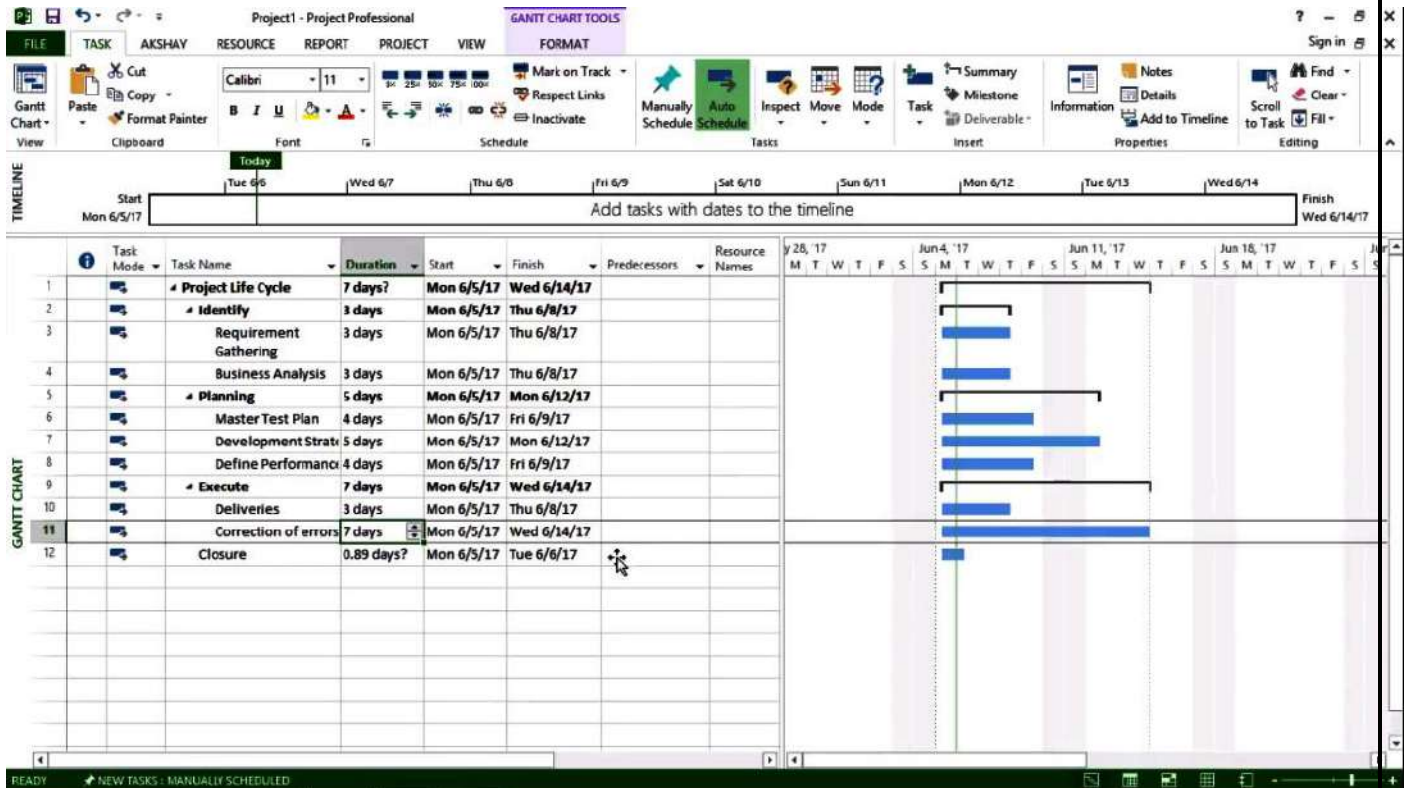 Project1 - Project Professional
GANTT CHART TOOLS
?
FILE TASK AKSHAY RESOURCE REPORT PROJECT VIEW FORMAT Sign in
Gantt Chart
View
Paste
Cut
Copy
Format Painter
Clipboard
Calibri 11
B I U A
Font
Mark on Track
Respect Links
Inactivate
Schedule
Manually Schedule
Auto Schedule
Inspect
Move
Mode
Tasks
Task
Summary
Milestone
Deliverable
Insert
Information
Notes
Details
Add to Timeline
Properties
Scroll to Task
Find
Clear
Fill
Editing
TIMELINE
Today
Tue 6/6 Wed 6/7 Thu 6/8 Fri 6/9 Sat 6/10 Sun 6/11 Mon 6/12 Tue 6/13 Wed 6/14
Start
Mon 6/5/17
Add tasks with dates to the timeline
Finish
Wed 6/14/17
GANTT CHART
Task Mode Task Name Duration Start Finish Predecessors Resource Names
y 28, '17 Jun 4, '17 Jun 11, '17 Jun 18, '17
M T W T F S S M T W T F S S M T W T F S S M T W T F S S
1 Project Life Cycle 7 days? Mon 6/5/17 Wed 6/14/17
2 Identify 3 days Mon 6/5/17 Thu 6/8/17
3 Requirement Gathering 3 days Mon 6/5/17 Thu 6/8/17
4 Business Analysis 3 days Mon 6/5/17 Thu 6/8/17
5 Planning 5 days Mon 6/5/17 Mon 6/12/17
6 Master Test Plan 4 days Mon 6/5/17 Fri 6/9/17
7 Development Strate 5 days Mon 6/5/17 Mon 6/12/17
8 Define Performance 4 days Mon 6/5/17 Fri 6/9/17
9 Execute 7 days Mon 6/5/17 Wed 6/14/17
10 Deliveries 3 days Mon 6/5/17 Thu 6/8/17
11 Correction of errors 7 days Mon 6/5/17 Wed 6/14/17
12 Closure 0.89 days? Mon 6/5/17 Tue 6/6/17
READY NEW TASKS : MANUALLY SCHEDULED